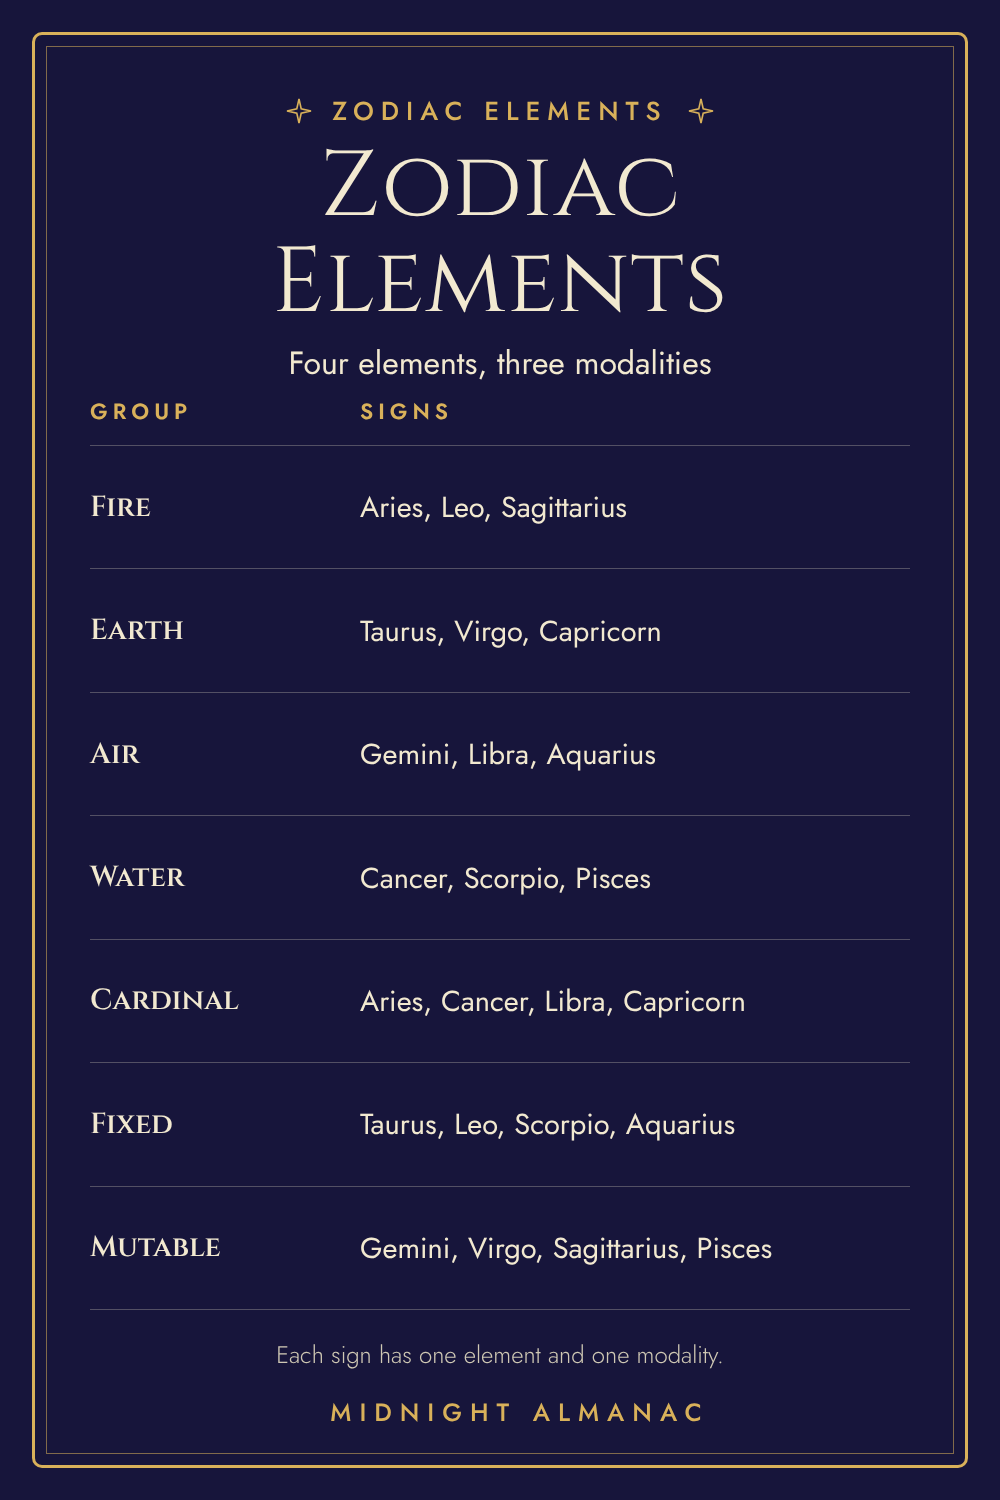 ZODIAC ELEMENTS
Zodiac
Elements
Four elements, three modalities
GROUP SIGNS
Fire Aries, Leo, Sagittarius
Earth Taurus, Virgo, Capricorn
Air Gemini, Libra, Aquarius
Water Cancer, Scorpio, Pisces
Cardinal Aries, Cancer, Libra, Capricorn
Fixed Taurus, Leo, Scorpio, Aquarius
Mutable Gemini, Virgo, Sagittarius, Pisces
Each sign has one element and one modality.
MIDNIGHT ALMANAC